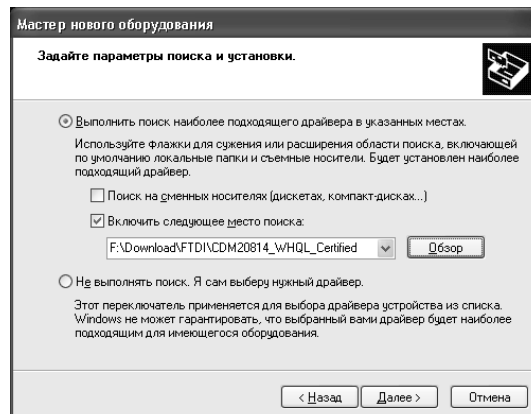 Мастер нового оборудования
Задайте параметры поиска и установки.
Выполнить поиск наиболее подходящего драйвера в указанных местах.
Используйте флажки для сужения или расширения области поиска, включающей
по умолчанию локальные папки и съемные носители. Будет установлен наиболее
подходящий драйвер.
Поиск на сменных носителях (дискетах, компакт-дисках...)
Включить следующее место поиска:
F:\Download\FTDI\CDM20814_WHQL_Certified
Обзор
Не выполнять поиск. Я сам выберу нужный драйвер.
Этот переключатель применяется для выбора драйвера устройства из списка.
Windows не может гарантировать, что выбранный вами драйвер будет наиболее
подходящим для имеющегося оборудования.
< Назад Далее > Отмена